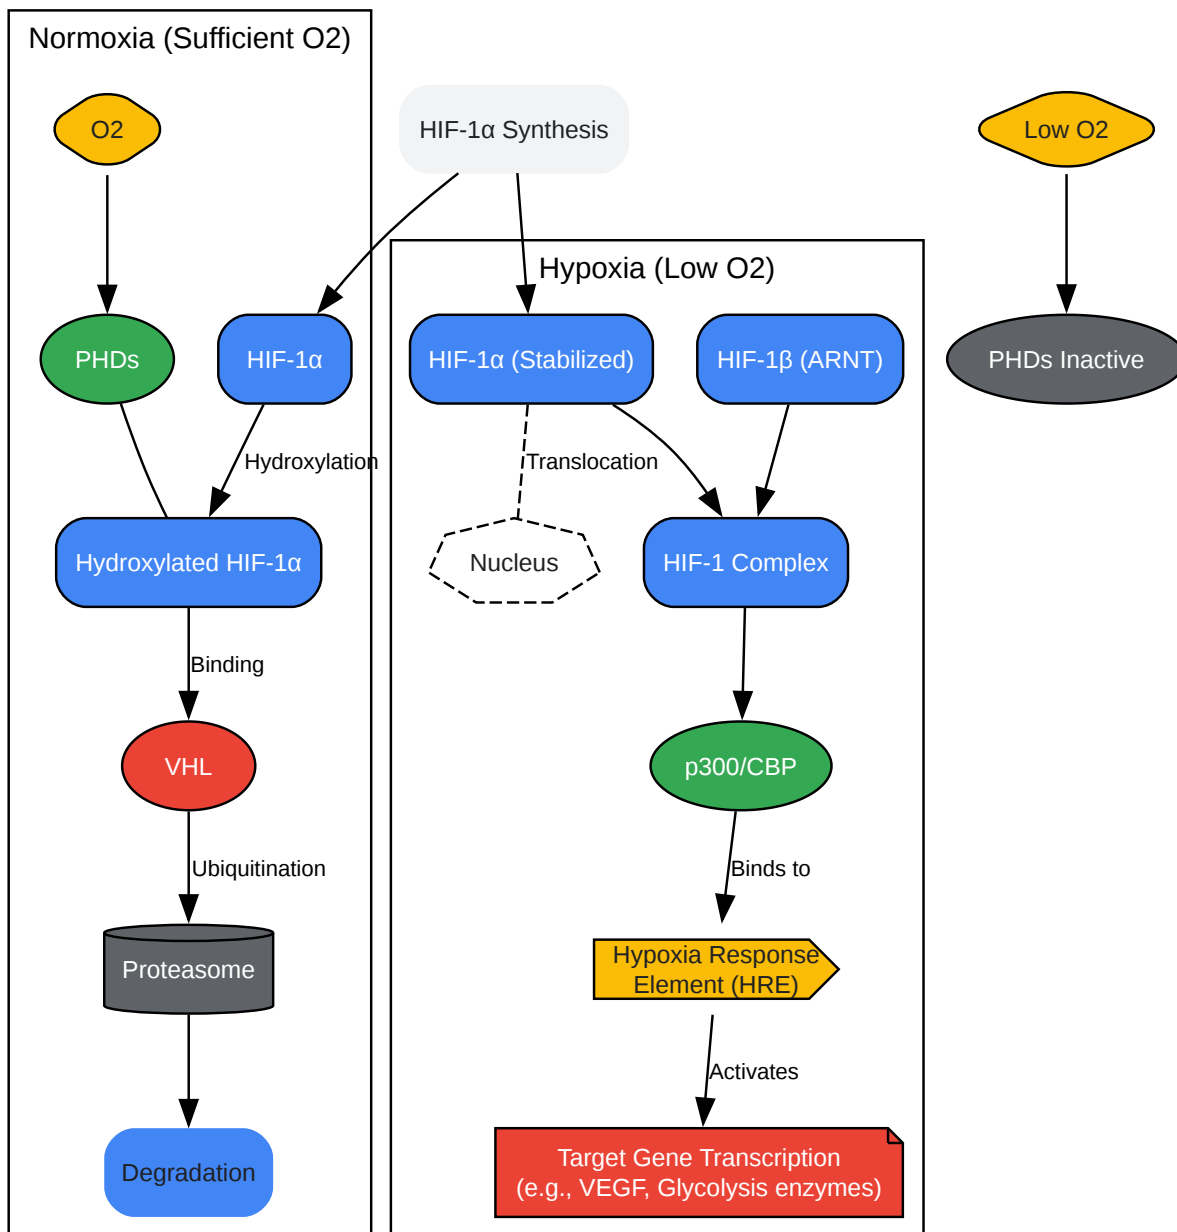 Normoxia (Sufficient O2)
O2
HIF-1α Synthesis
Low O2
Hypoxia (Low O2)
PHDs
HIF-1α
HIF-1α (Stabilized)
HIF-1β (ARNT)
PHDs Inactive
Hydroxylation
Translocation
Hydroxylated HIF-1α
Nucleus
HIF-1 Complex
Binding
VHL
p300/CBP
Ubiquitination
Binds to
Proteasome
Hypoxia Response
Element (HRE)
Activates
Degradation
Target Gene Transcription
(e.g., VEGF, Glycolysis enzymes)